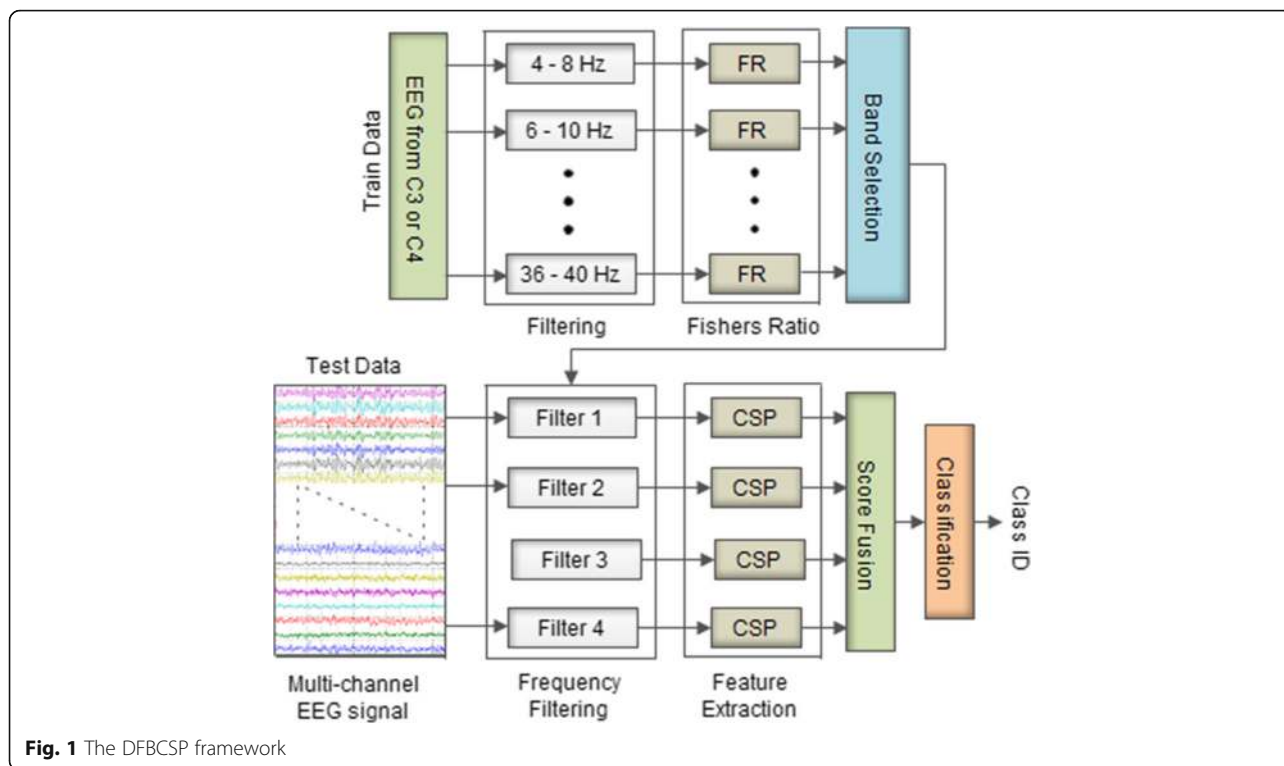 Train Data
EEG from C3 or C4
4 - 8 Hz
6 - 10 Hz
36 - 40 Hz
Filtering
FR
FR
FR
Fishers Ratio
Band Selection
Test Data
Multi-channel
EEG signal
Filter 1
Filter 2
Filter 3
Filter 4
Frequency
Filtering
CSP
CSP
CSP
CSP
Feature
Extraction
Score Fusion
Classification
Class ID
Fig. 1 The DFBCSP framework